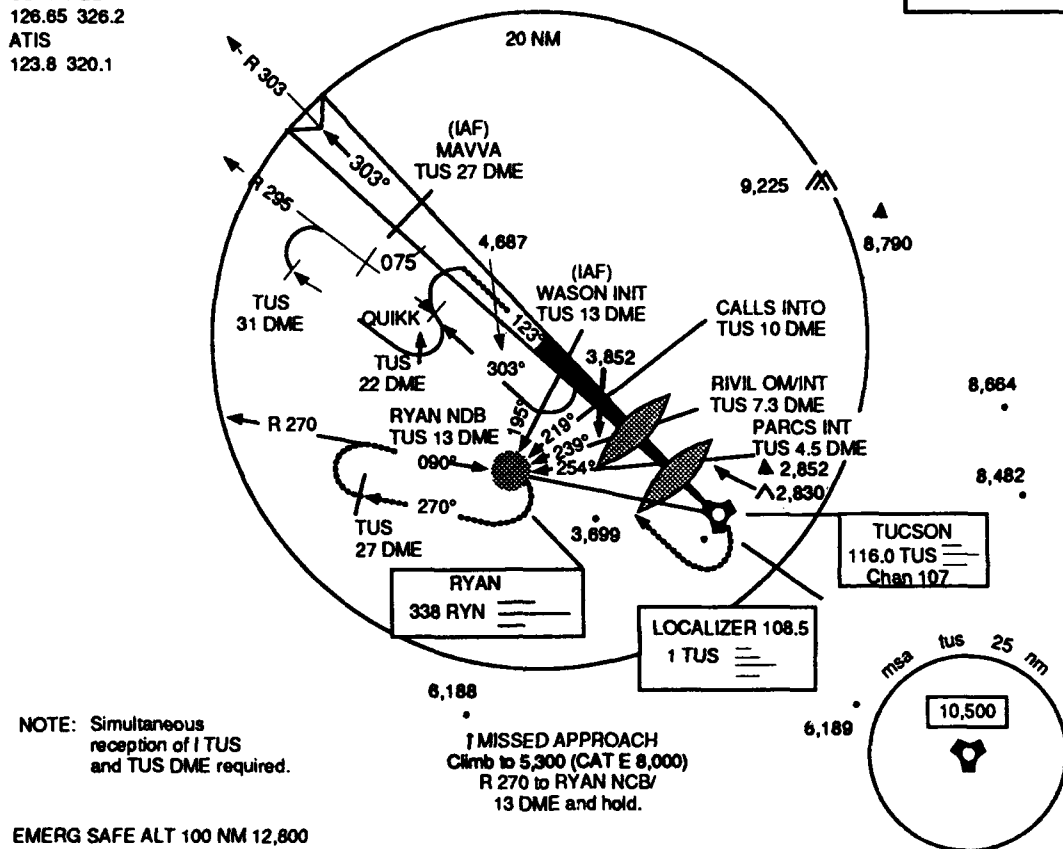 126.65 326.2
ATIS
123.8 320.1
20 NM
R 303
(IAF)
MAVVA
TUS 27 DME
303°
9,225
8,790
R 295
075
4,687
(IAF)
WASON INIT
TUS 13 DME
TUS
31 DME
QUIKK
123°
CALLS INTO
TUS 10 DME
TUS
22 DME
303°
3,852
RIVIL OM/INT
TUS 7.3 DME
8,664
R 270
RYAN NDB
TUS 13 DME
195°
219°
239°
254°
PARCS INT
TUS 4.5 DME
2,852
2,830
8,482
090°
270°
TUS
27 DME
3,699
TUCSON
116.0 TUS
Chan 107
RYAN
338 RYN
LOCALIZER 108.5
1 TUS
msa tus 25 nm
10,500
6,188
6,189
NOTE: Simultaneous
reception of I TUS
and TUS DME required.
MISSED APPROACH
Climb to 5,300 (CAT E 8,000)
R 270 to RYAN NCB/
13 DME and hold.
EMERG SAFE ALT 100 NM 12,800